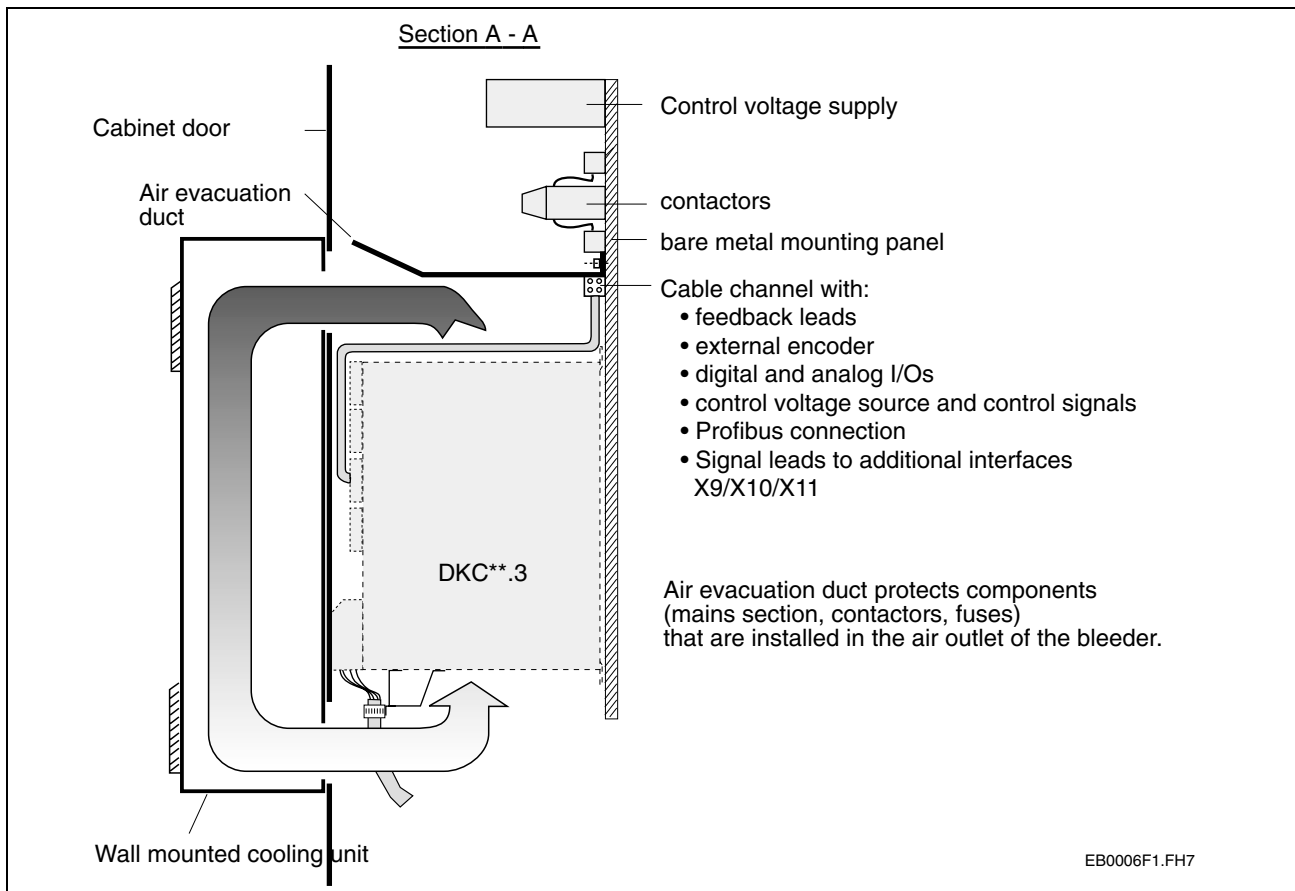 Section A - A
Cabinet door
Air evacuation
duct
Control voltage supply
contactors
bare metal mounting panel
Cable channel with:
• feedback leads
• external encoder
• digital and analog I/Os
• control voltage source and control signals
• Profibus connection
• Signal leads to additional interfaces
X9/X10/X11
DKC**.3
Air evacuation duct protects components
(mains section, contactors, fuses)
that are installed in the air outlet of the bleeder.
Wall mounted cooling unit
EB0006F1.FH7